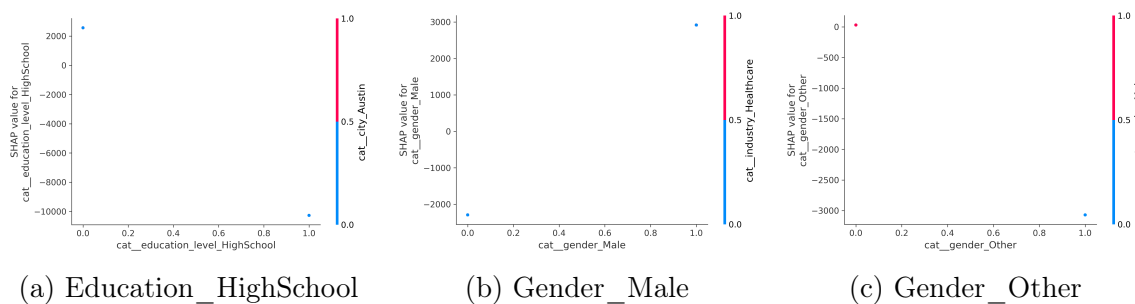 2000
0
−2000
−4000
−6000
−8000
−10000
SHAP value for
cat__education_level_HighSchool
0.0 0.2 0.4 0.6 0.8 1.0
cat__education_level_HighSchool
1.0
0.5
0.0
cat__city_Austin
3000
2000
1000
0
−1000
−2000
SHAP value for
cat__gender_Male
0.0 0.2 0.4 0.6 0.8 1.0
cat__gender_Male
1.0
0.5
0.0
cat__industry_Healthcare
0
−500
−1000
−1500
−2000
−2500
−3000
SHAP value for
cat__gender_Other
0.0 0.2 0.4 0.6 0.8 1.0
cat__gender_Other
1.0
0.5
0.0
(a) Education_HighSchool
(b) Gender_Male
(c) Gender_Other